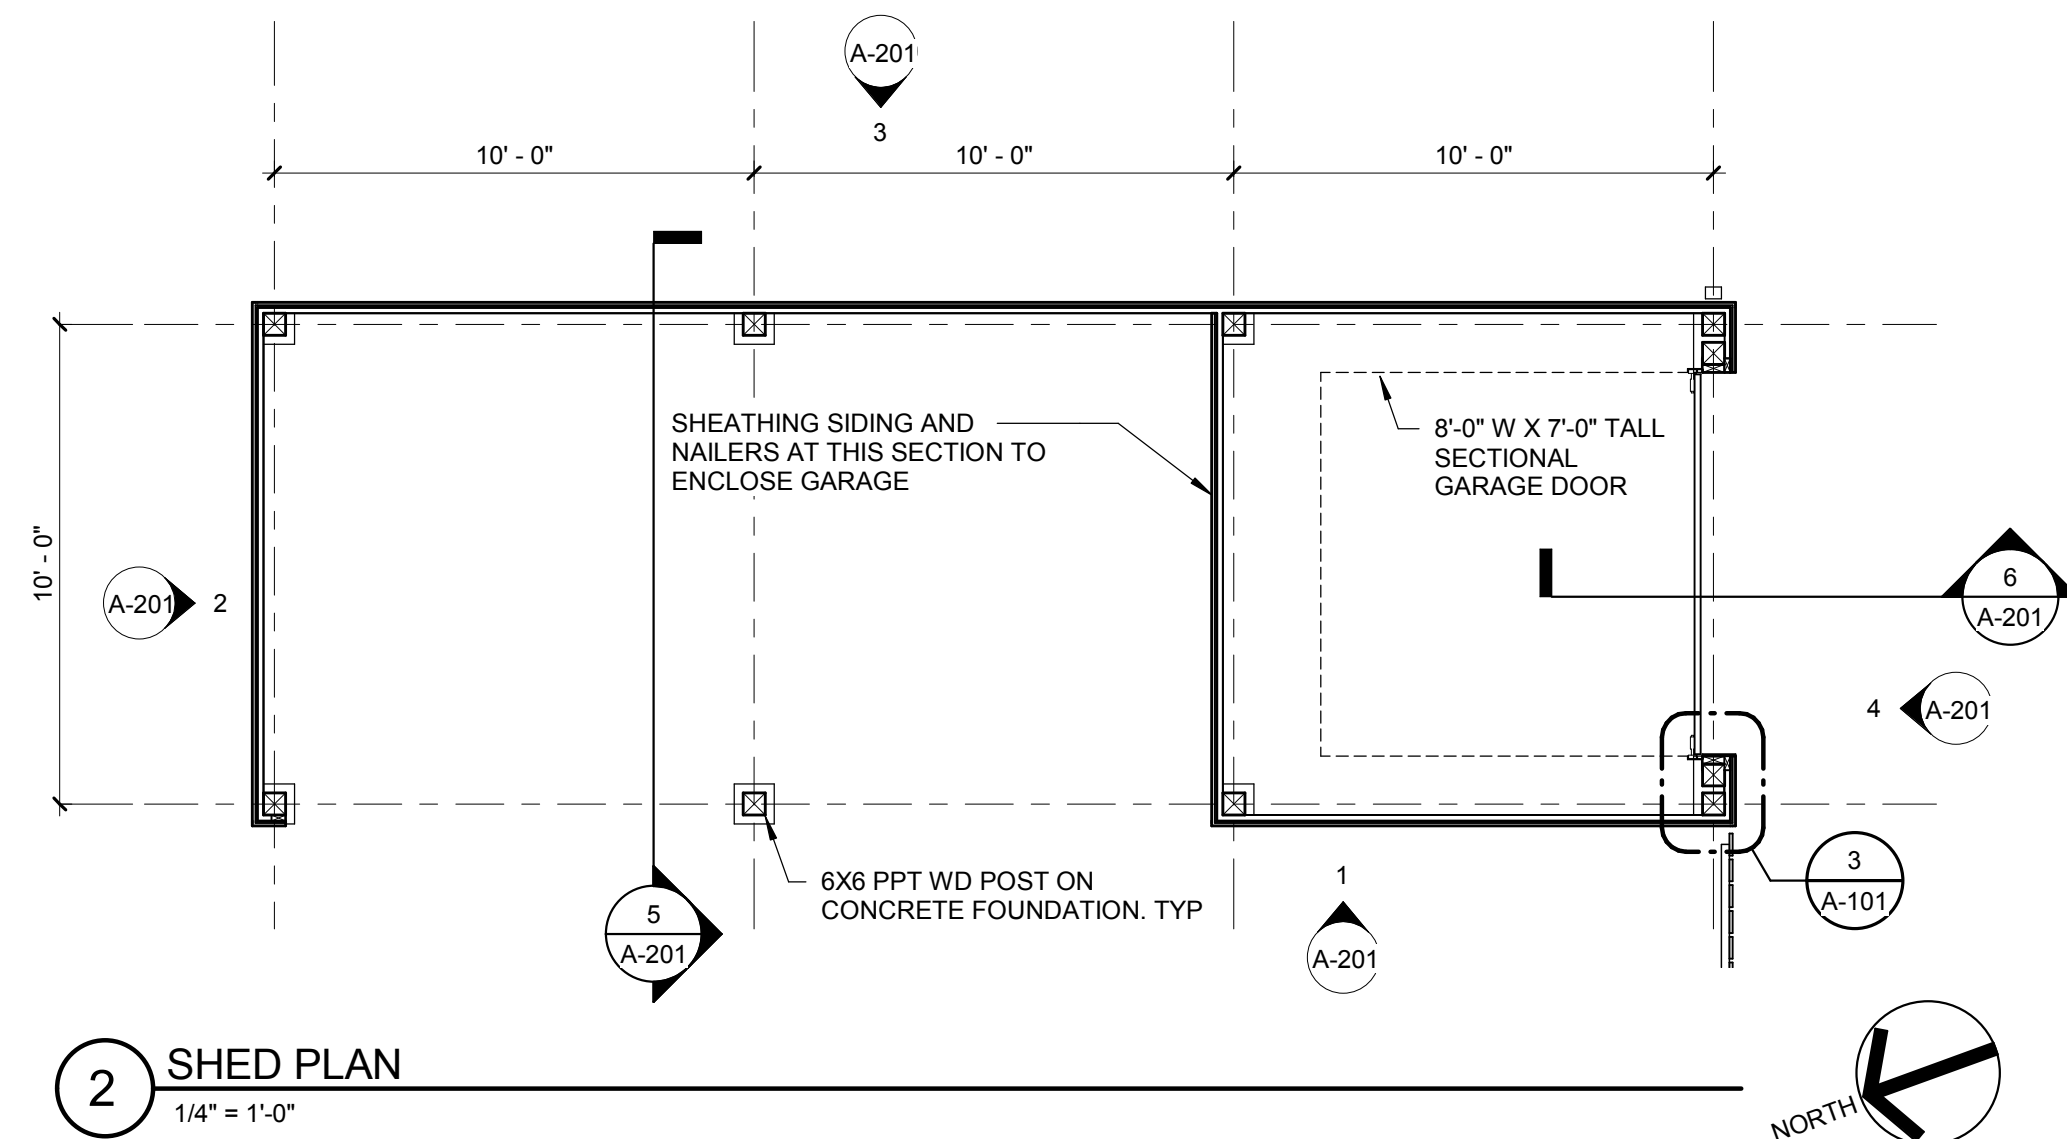 A-201
3
10' - 0"
10' - 0"
10' - 0"
SHEATHING SIDING AND
NAILERS AT THIS SECTION TO
ENCLOSE GARAGE
8'-0" W X 7'-0" TALL
SECTIONAL
GARAGE DOOR
10' - 0"
A-201
2
6
A-201
4
A-201
6X6 PPT WD POST ON
CONCRETE FOUNDATION. TYP
5
A-201
1
A-201
3
A-101
2
SHED PLAN
1/4" = 1'-0"
NORTH